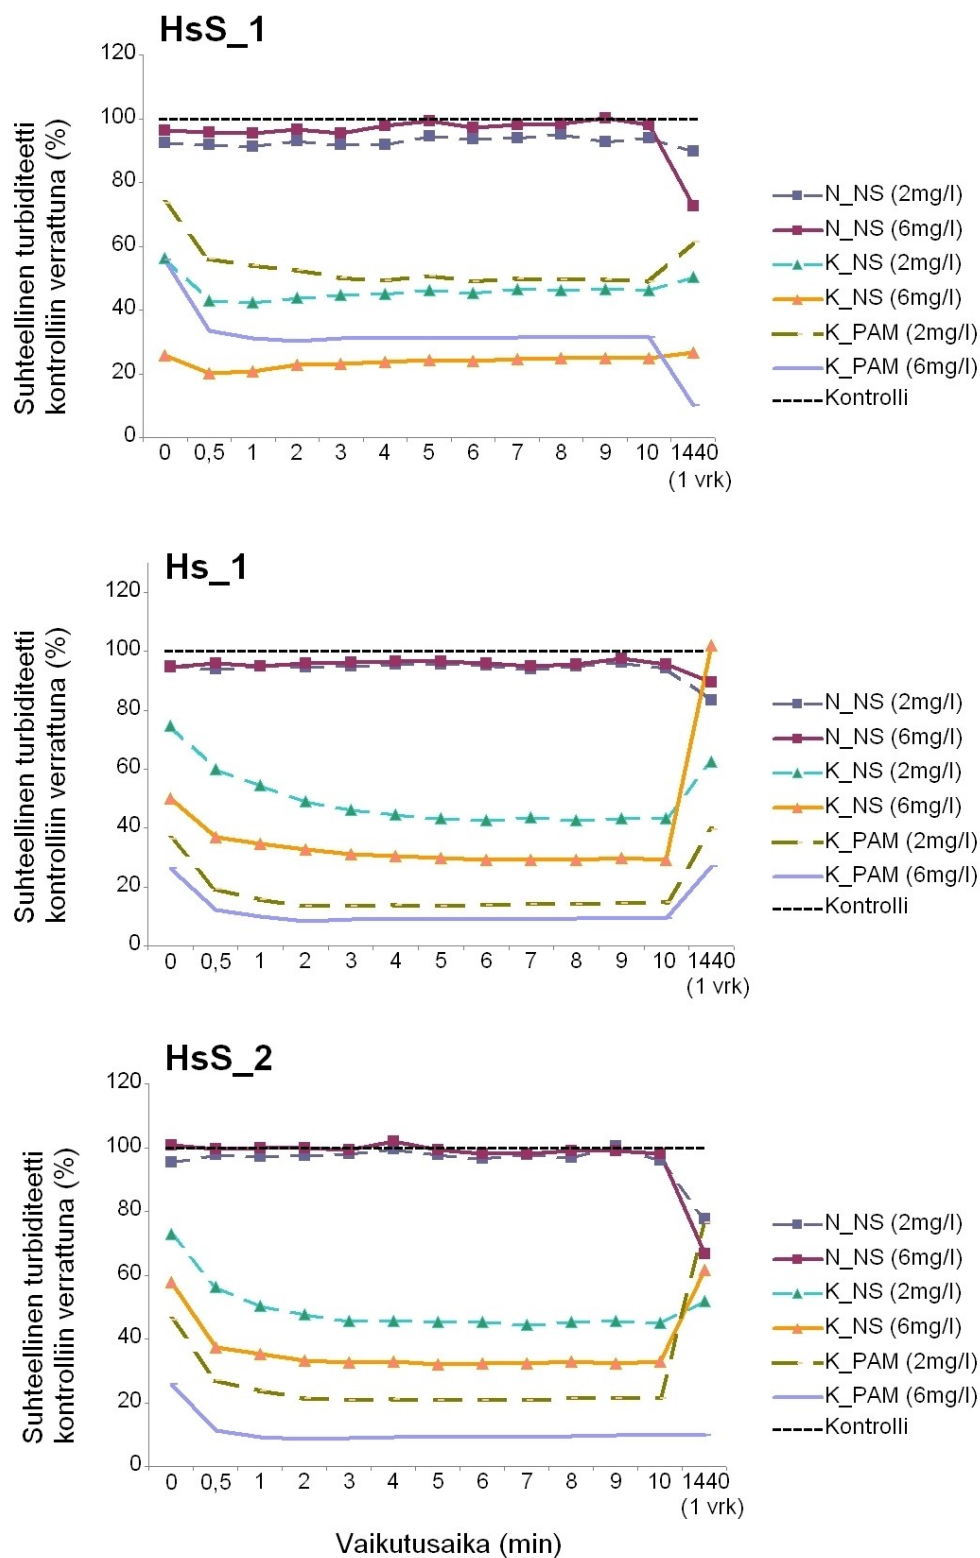 HsS_1
Suhteellinen turbiditeetti
kontrolliin verrattuna (%)
120
100
80
60
40
20
0
0 0,5 1 2 3 4 5 6 7 8 9 10 1440
(1 vrk)
N_NS (2mg/l)
N_NS (6mg/l)
K_NS (2mg/l)
K_NS (6mg/l)
K_PAM (2mg/l)
K_PAM (6mg/l)
Kontrolli
Hs_1
Suhteellinen turbiditeetti
kontrolliin verrattuna (%)
120
100
80
60
40
20
0
0 0,5 1 2 3 4 5 6 7 8 9 10 1440
(1 vrk)
N_NS (2mg/l)
N_NS (6mg/l)
K_NS (2mg/l)
K_NS (6mg/l)
K_PAM (2mg/l)
K_PAM (6mg/l)
Kontrolli
HsS_2
Suhteellinen turbiditeetti
kontrolliin verrattuna (%)
120
100
80
60
40
20
0
0 0,5 1 2 3 4 5 6 7 8 9 10 1440
(1 vrk)
N_NS (2mg/l)
N_NS (6mg/l)
K_NS (2mg/l)
K_NS (6mg/l)
K_PAM (2mg/l)
K_PAM (6mg/l)
Kontrolli
Vaikutusaika (min)